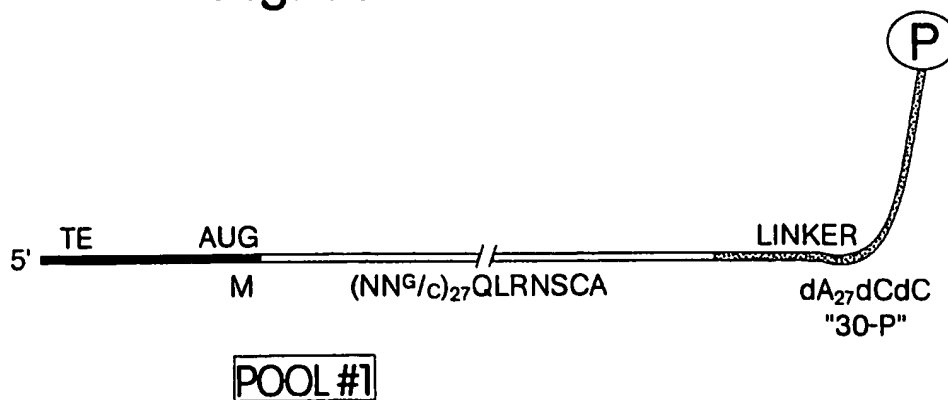 P
TE AUG LINKER
5'
M (NNG/C)27QLRNSCA dA27dCdC
"30-P"
POOL #1